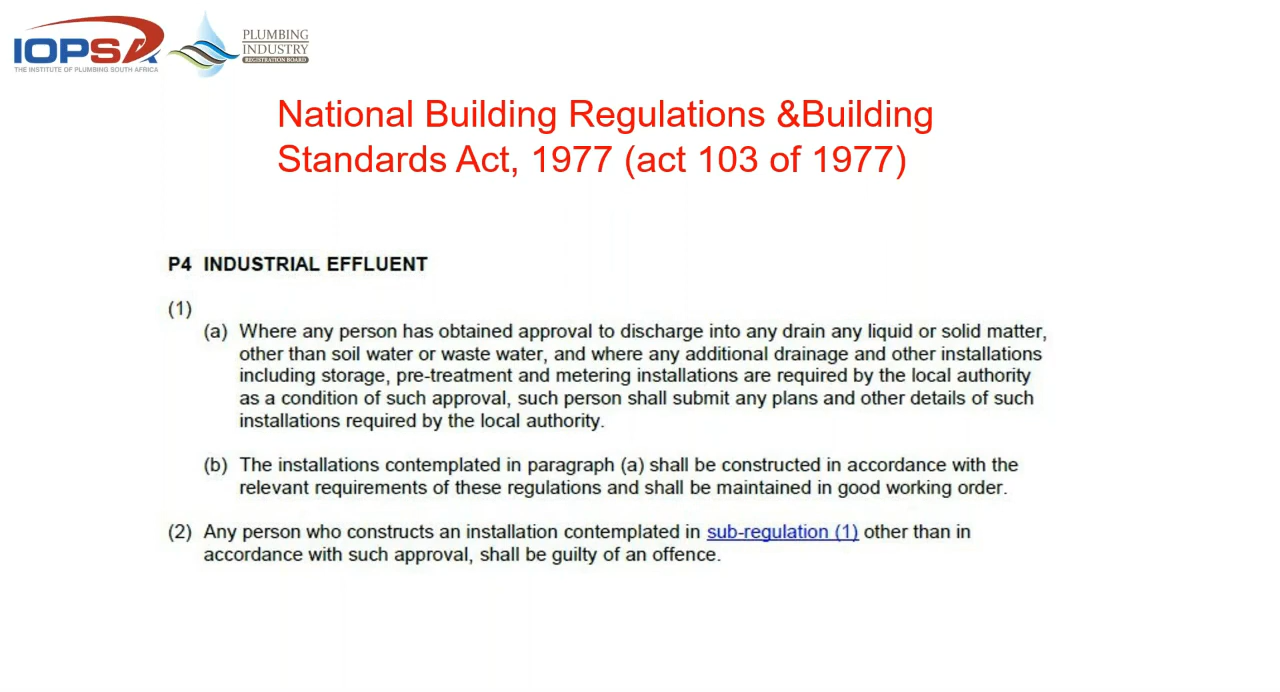 IOPSA
THE INSTITUTE OF PLUMBING SOUTH AFRICA
PLUMBING
INDUSTRY
REGISTRATION BOARD
National Building Regulations &Building
Standards Act, 1977 (act 103 of 1977)
P4 INDUSTRIAL EFFLUENT
(1)
(a) Where any person has obtained approval to discharge into any drain any liquid or solid matter,
other than soil water or waste water, and where any additional drainage and other installations
including storage, pre-treatment and metering installations are required by the local authority
as a condition of such approval, such person shall submit any plans and other details of such
installations required by the local authority.
(b) The installations contemplated in paragraph (a) shall be constructed in accordance with the
relevant requirements of these regulations and shall be maintained in good working order.
(2) Any person who constructs an installation contemplated in sub-regulation (1) other than in
accordance with such approval, shall be guilty of an offence.